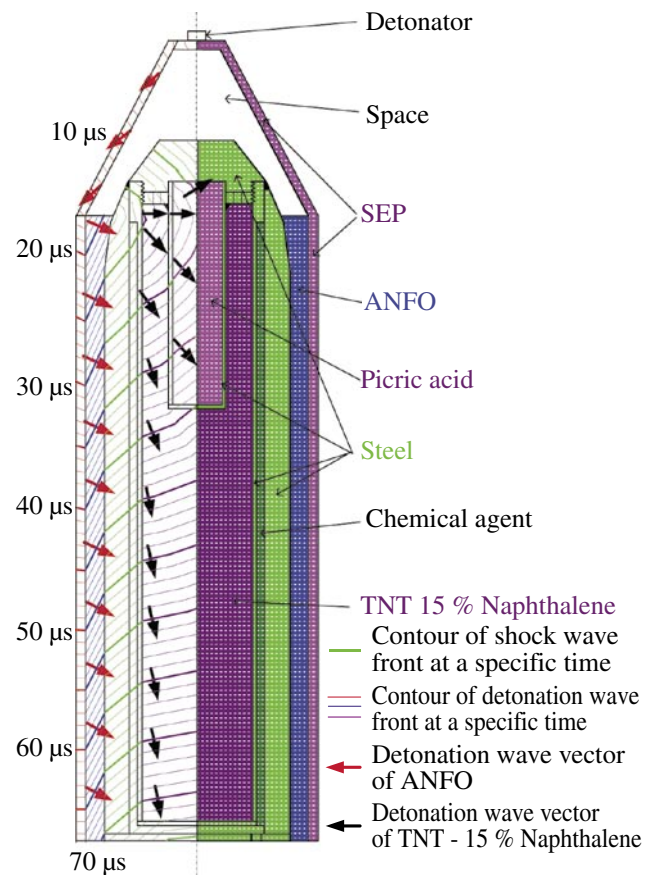 Detonator
Space
10 μs
SEP
20 μs
ANFO
Picric acid
30 μs
Steel
40 μs
Chemical agent
TNT 15 % Naphthalene
50 μs
Contour of shock wave
front at a specific time
Contour of detonation wave
front at a specific time
60 μs
Detonation wave vector
of ANFO
Detonation wave vector
of TNT - 15 % Naphthalene
70 μs